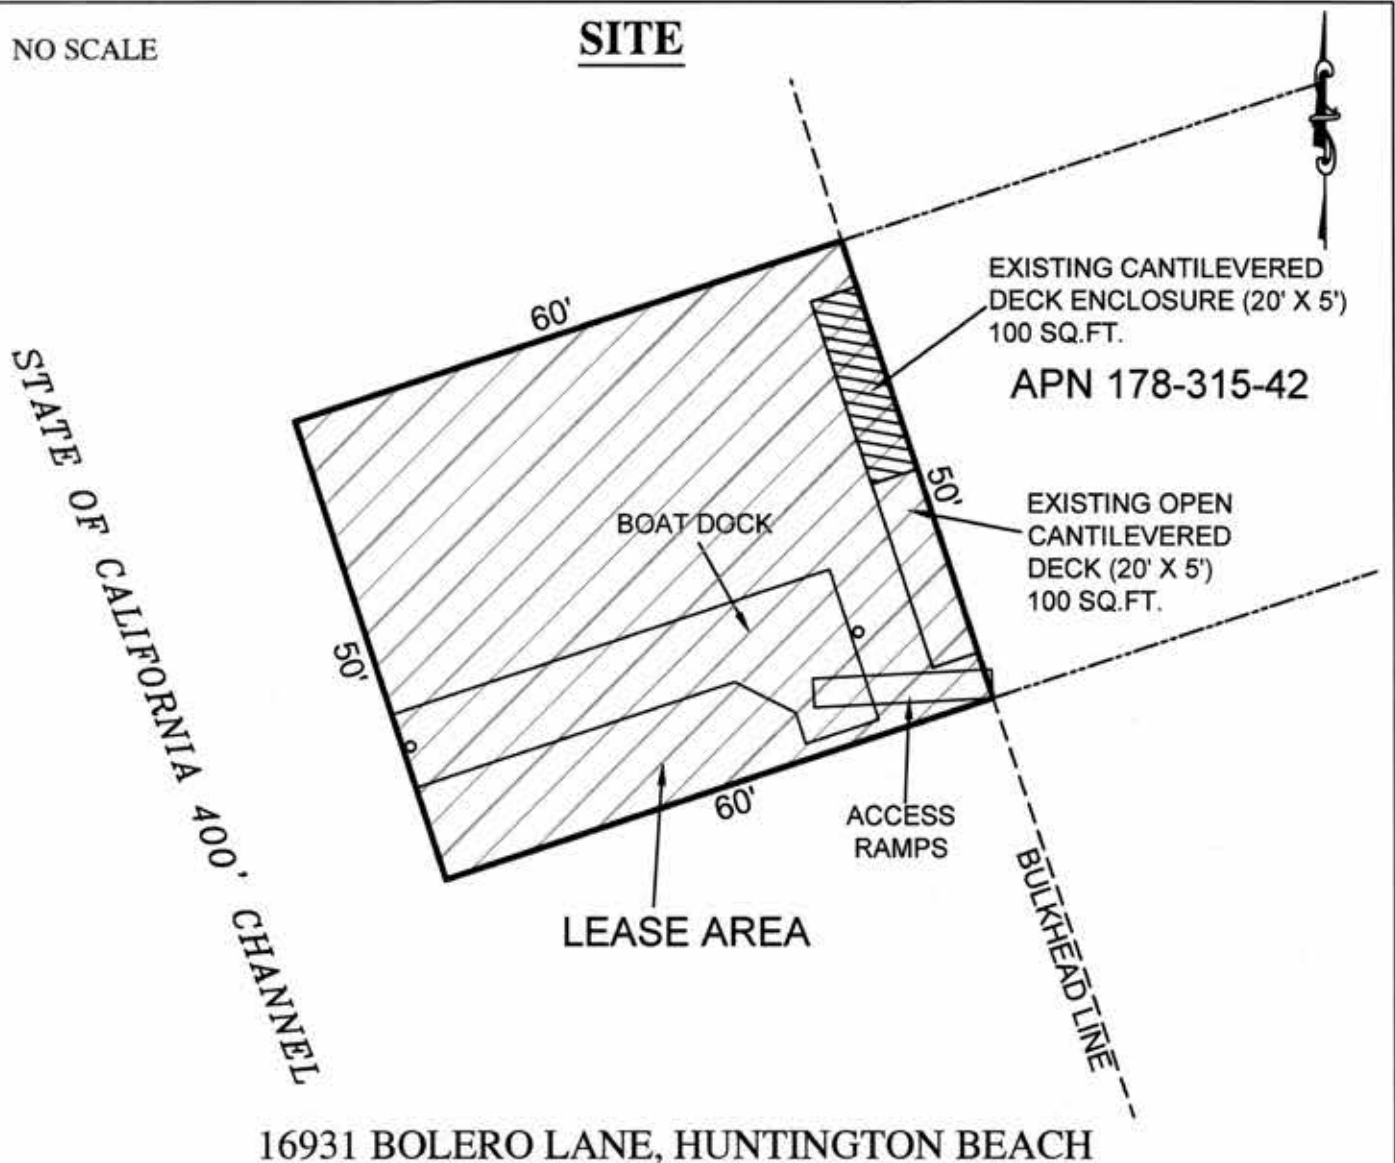 NO SCALE
SITE
EXISTING CANTILEVERED
DECK ENCLOSURE (20' X 5')
100 SQ.FT.
APN 178-315-42
60'
STATE OF CALIFORNIA 400' CHANNEL
50'
EXISTING OPEN
CANTILEVERED
DECK (20' X 5')
100 SQ.FT.
BOAT DOCK
50'
60'
ACCESS
RAMPS
LEASE AREA
BULKHEAD LINE
16931 BOLERO LANE, HUNTINGTON BEACH